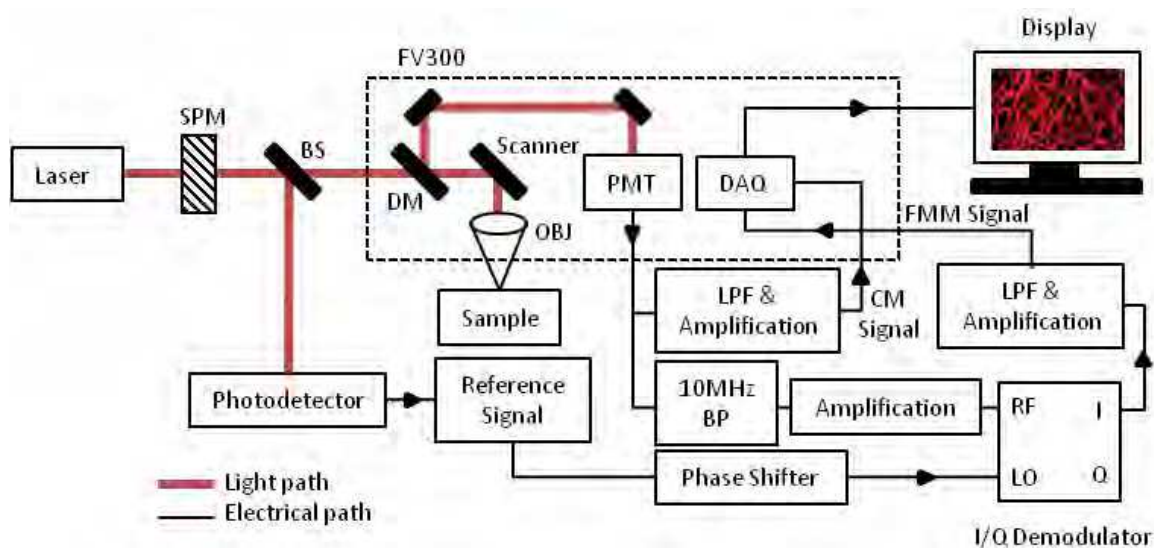 Display
FV300
SPM
Scanner
BS
Laser
PMT
DAQ
DM
FMM Signal
OBJ
LPF &
Amplification
CM
Signal
LPF &
Amplification
Sample
Photodetector
Reference
Signal
10MHz
BP
Amplification
RF
I
Phase Shifter
LO
Q
Light path
Electrical path
I/Q Demodulator